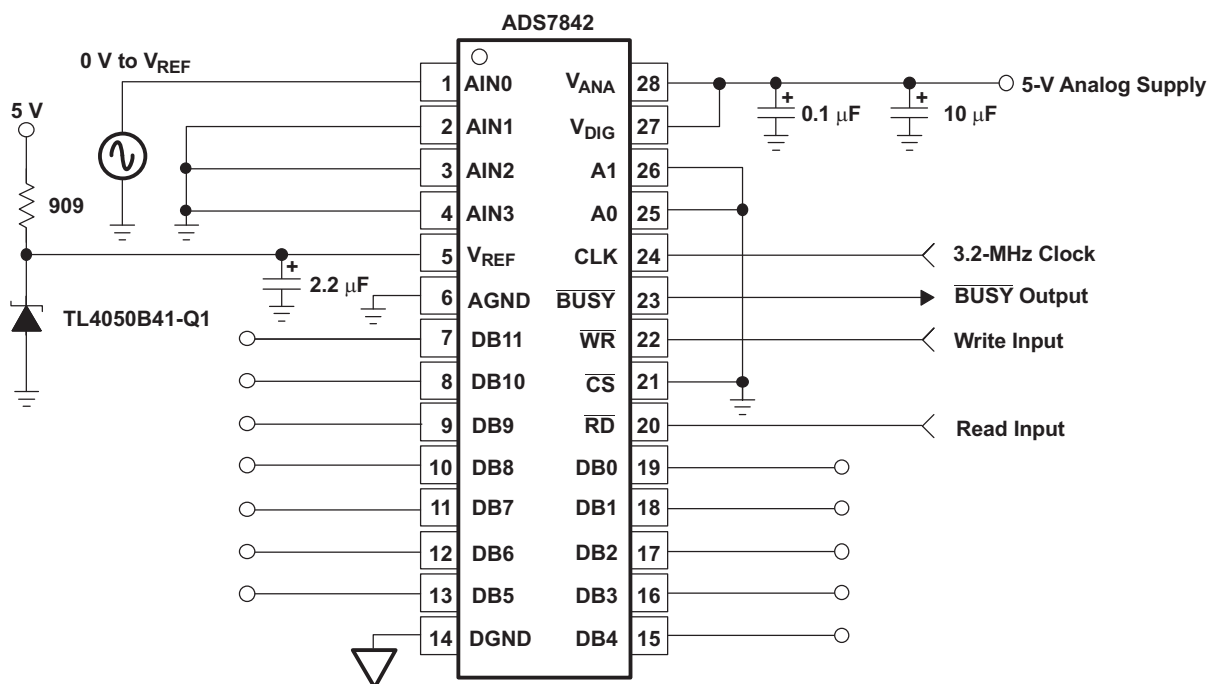 ADS7842
0 V to VREF
5 V
909
TL4050B41-Q1
2.2 μF
1 AIN0
2 AIN1
3 AIN2
4 AIN3
5 VREF
6 AGND
7 DB11
8 DB10
9 DB9
10 DB8
11 DB7
12 DB6
13 DB5
14 DGND
VANA 28
VDIG 27
A1 26
A0 25
CLK 24
BUSY 23
WR 22
CS 21
RD 20
DB0 19
DB1 18
DB2 17
DB3 16
DB4 15
+
+
+
0.1 μF
10 μF
5-V Analog Supply
3.2-MHz Clock
BUSY Output
Write Input
Read Input